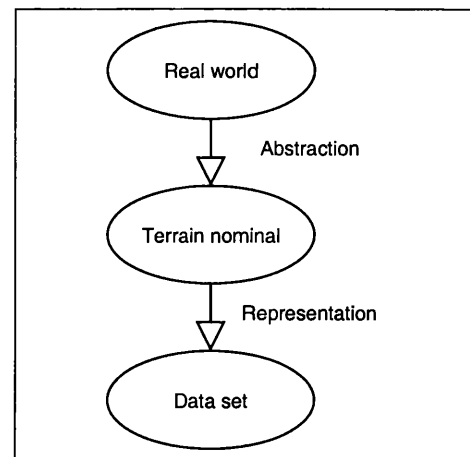 Real world
Abstraction
Terrain nominal
Representation
Data set